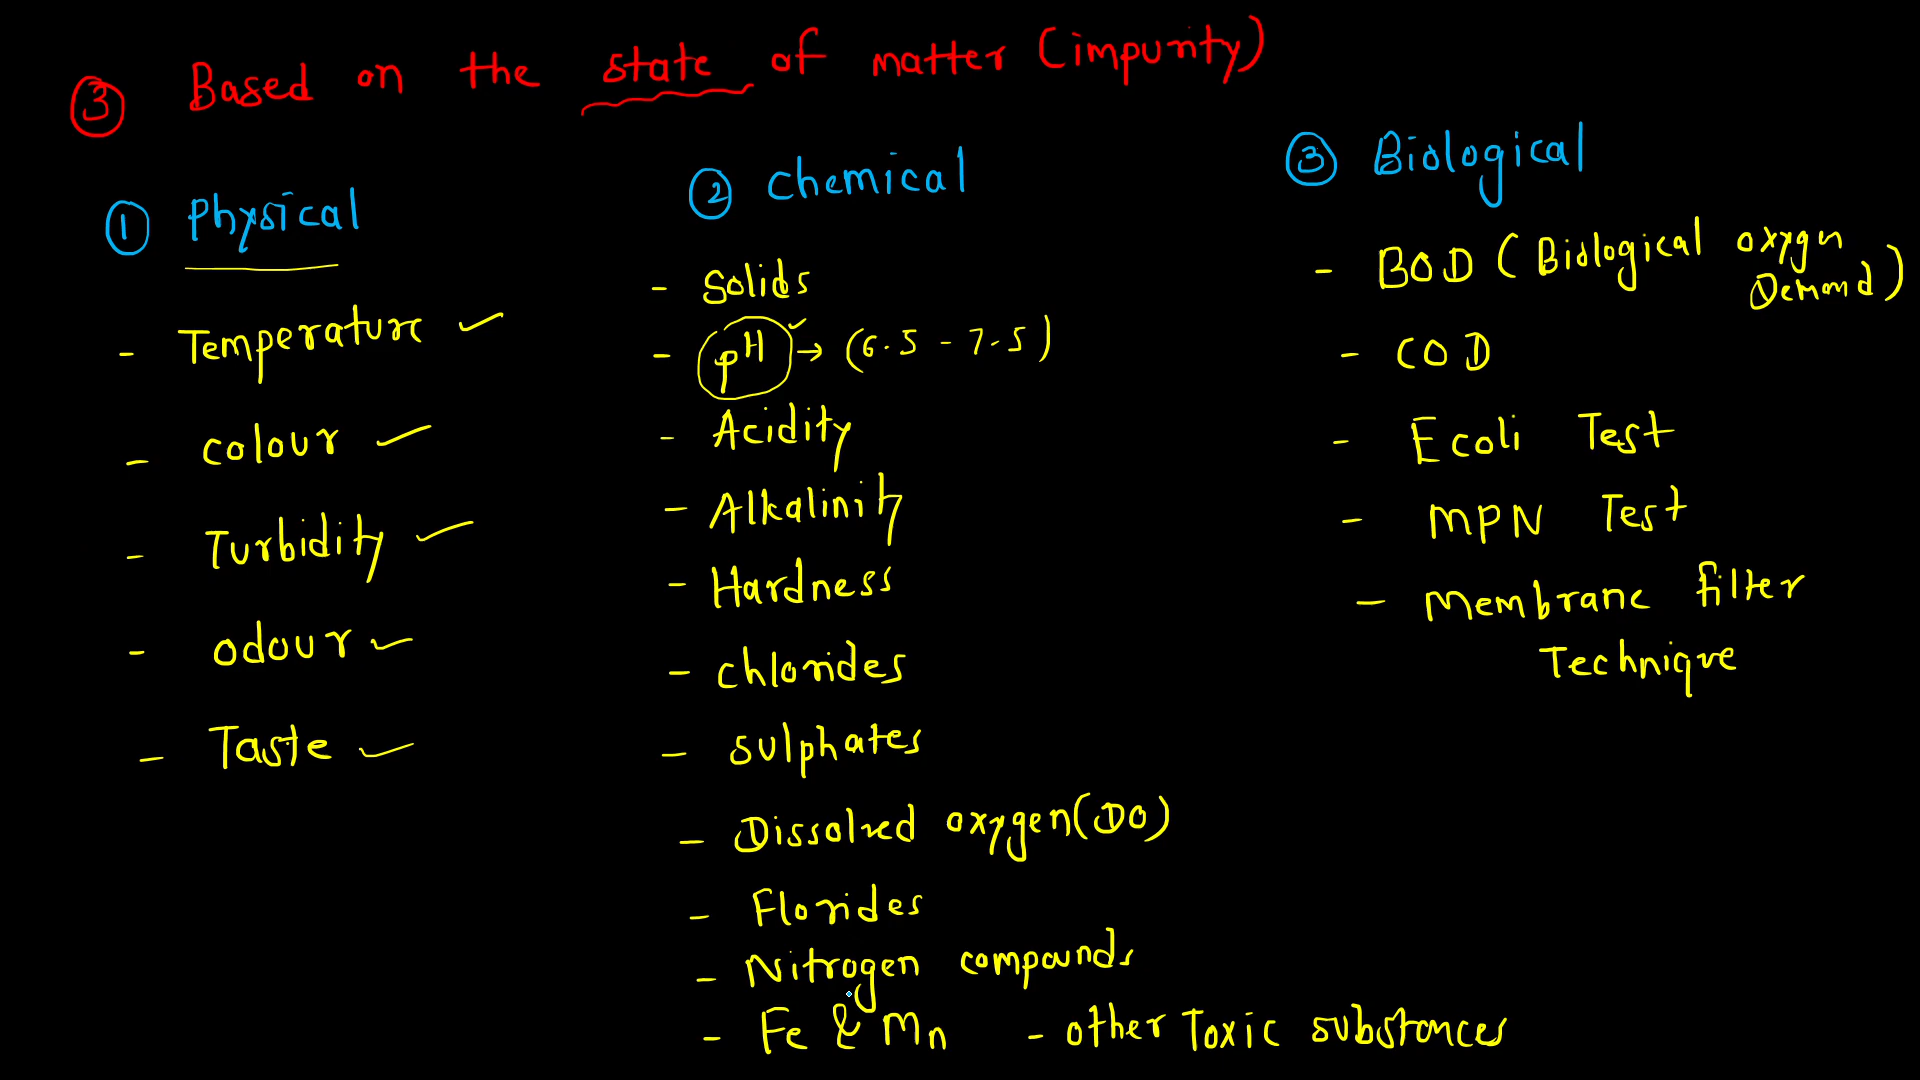 ③ Based on the state of matter (impurity)
① Physical
- Temperature ✓
- colour ✓
- Turbidity ✓
- odour ✓
- Taste ✓
② chemical
- Solids
- pH ✓ → (6.5 - 7.5)
- Acidity
- Alkalinity
- Hardness
- chlorides
- sulphates
- Dissolved oxygen (DO)
- Florides
- Nitrogen compounds
- Fe & Mn - other Toxic substances
③ Biological
- BOD (Biological oxygen
Demand)
- COD
- Ecoli Test
- MPN Test
- Membrane filter
Technique